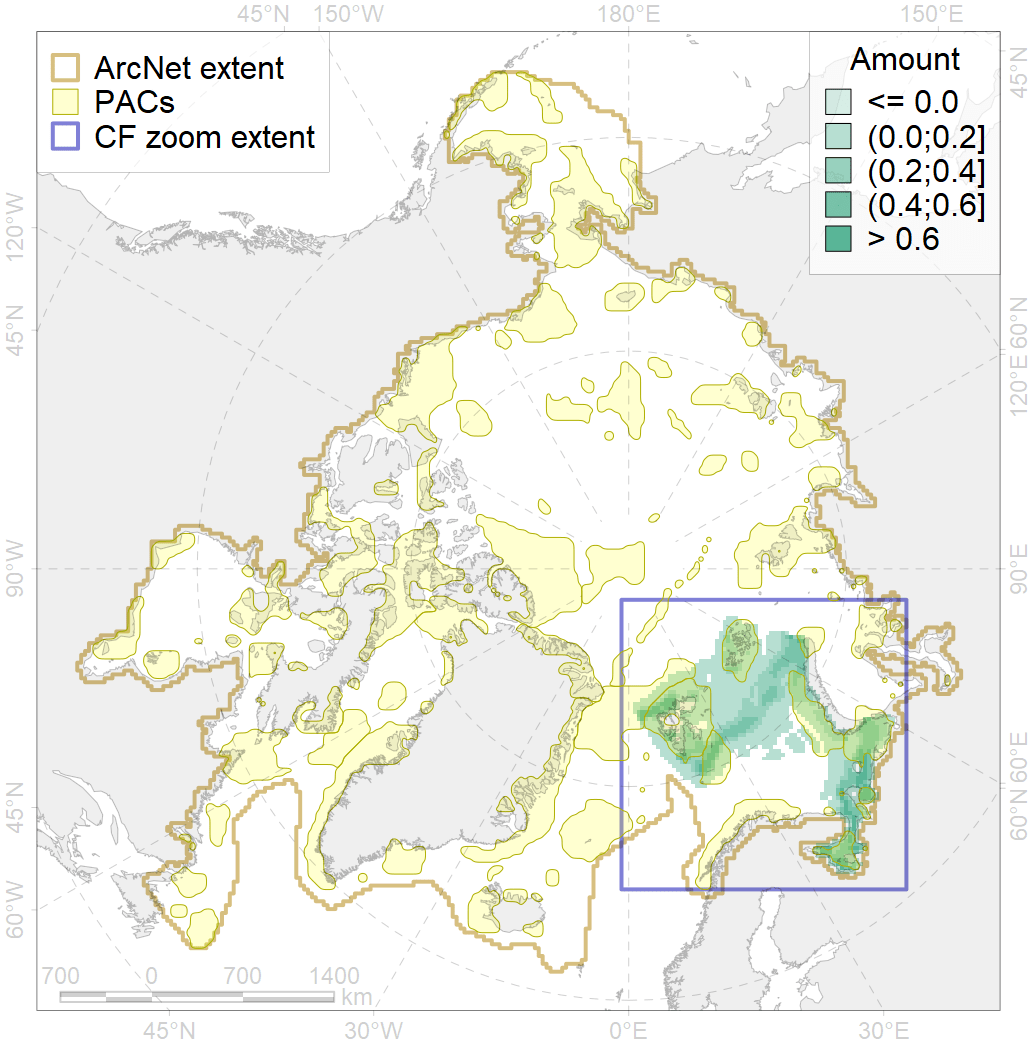 45°N 150°W 180°E 150°E
ArcNet extent
PACs
CF zoom extent
Amount
<= 0.0
(0.0;0.2]
(0.2;0.4]
(0.4;0.6]
> 0.6
120°W
45°N
90°W
45°N
60°W
45°N
60°N
120°E
90°E
60°E
60°N
700 0 700 1400
km
45°N 30°W 0°E 30°E